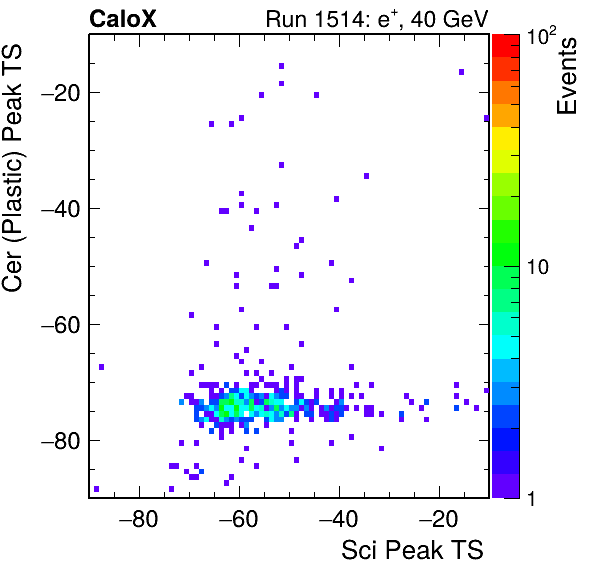 CaloX Run 1514: e⁺, 40 GeV
Cer (Plastic) Peak TS
−20
−40
−60
−80
−80 −60 −40 −20
Sci Peak TS
10²
10
1
Events